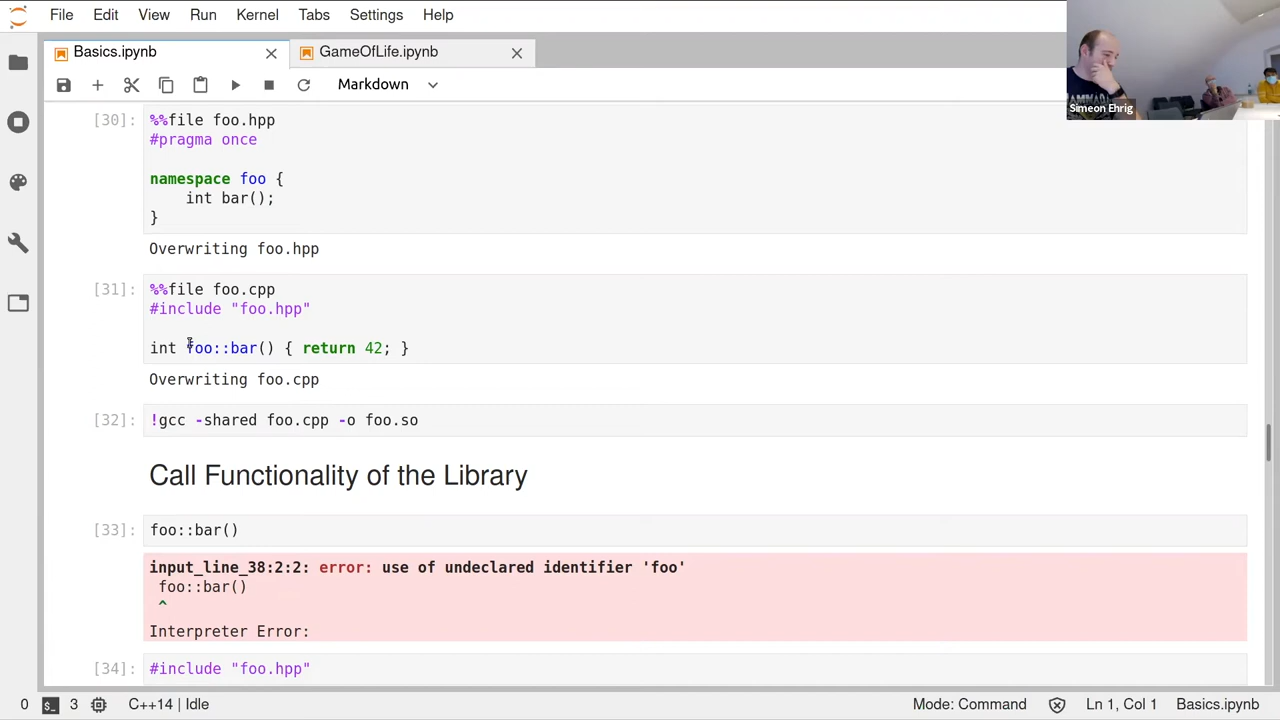 File Edit View Run Kernel Tabs Settings Help
Basics.ipynb
GameOfLife.ipynb
Markdown
Simeon Ehrig
[30]: %%file foo.hpp
#pragma once
namespace foo {
int bar();
}
Overwriting foo.hpp
[31]: %%file foo.cpp
#include "foo.hpp"
int foo::bar() { return 42; }
Overwriting foo.cpp
[32]: !gcc -shared foo.cpp -o foo.so
Call Functionality of the Library
[33]: foo::bar()
input_line_38:2:2: error: use of undeclared identifier 'foo'
foo::bar()
^
Interpreter Error:
[34]: #include "foo.hpp"
0 $_ 3 C++14 | Idle Mode: Command Ln 1, Col 1 Basics.ipynb